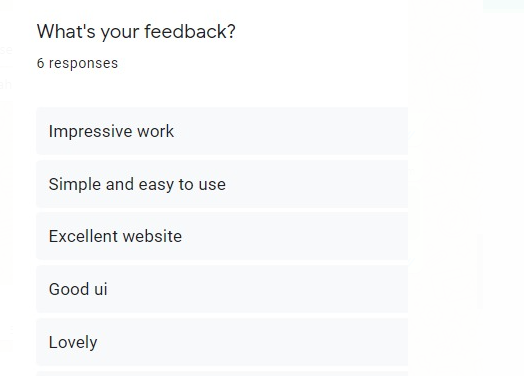 What's your feedback?
6 responses
Impressive work
Simple and easy to use
Excellent website
Good ui
Lovely